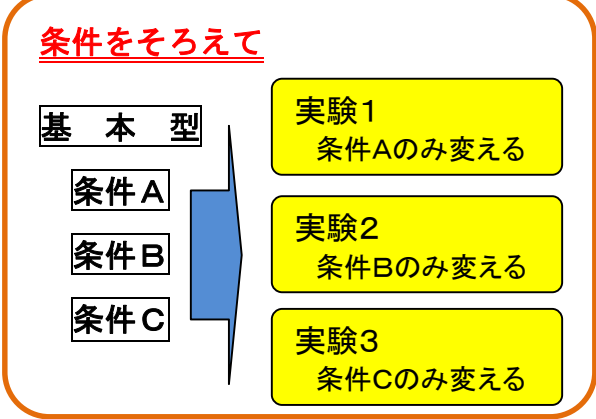 条件をそろえて
基　本　型
条件A
条件B
条件C
実験1
条件Aのみ変える
実験2
条件Bのみ変える
実験3
条件Cのみ変える